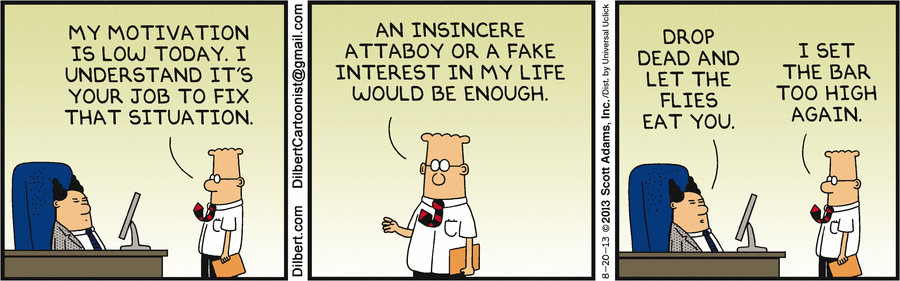 MY MOTIVATION
IS LOW TODAY. I
UNDERSTAND IT'S
YOUR JOB TO FIX
THAT SITUATION.
Dilbert.com DilbertCartoonist@gmail.com
AN INSINCERE
ATTABOY OR A FAKE
INTEREST IN MY LIFE
WOULD BE ENOUGH.
8-20-13 ©2013 Scott Adams, Inc./Dist. by Universal Uclick
DROP
DEAD AND
LET THE
FLIES
EAT YOU.
I SET
THE BAR
TOO HIGH
AGAIN.